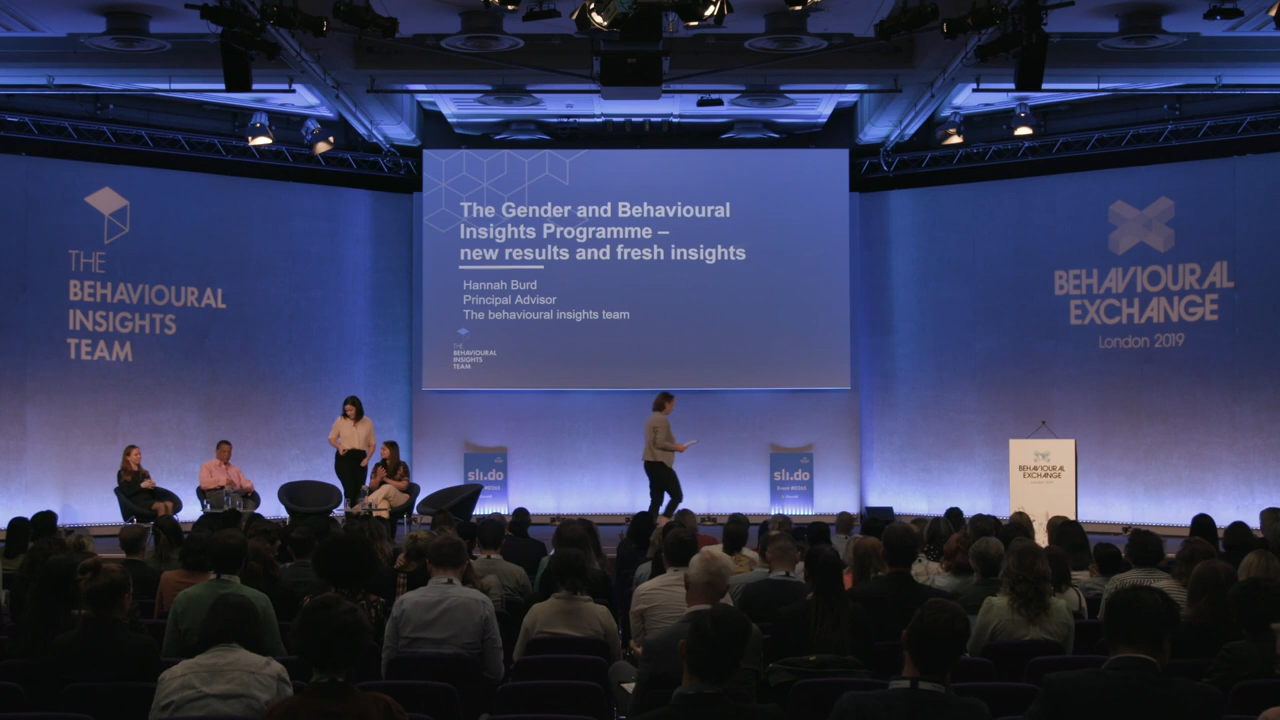 THE
BEHAVIOURAL
INSIGHTS
TEAM
The Gender and Behavioural
Insights Programme –
new results and fresh insights
Hannah Burd
Principal Advisor
The behavioural insights team
THE
BEHAVIOURAL
INSIGHTS
TEAM
BEHAVIOURAL
EXCHANGE
London 2019
sli.do
sli.do
BEHAVIOURAL
EXCHANGE